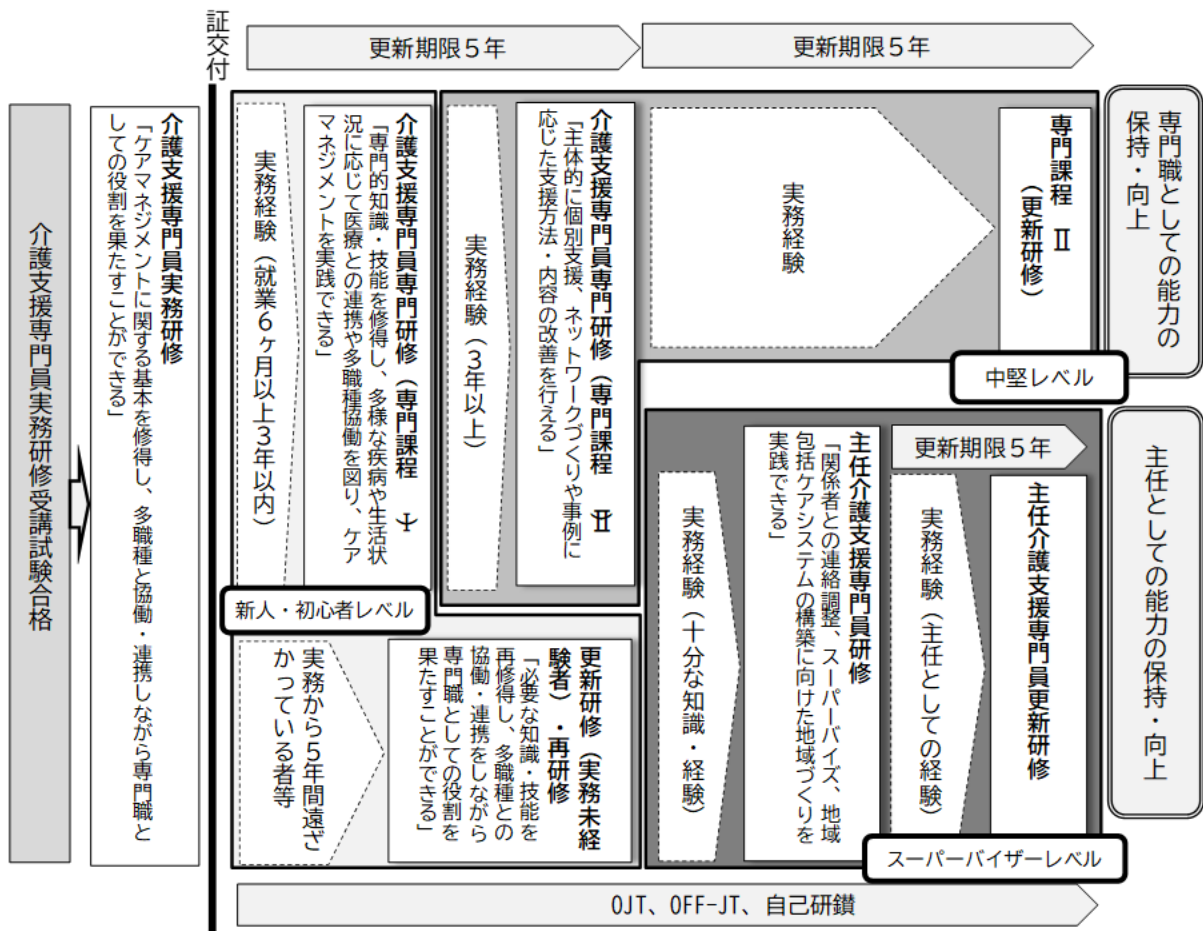 証交付
更新期限５年
更新期限５年
介護支援専門員実務研修受講試験合格
介護支援専門員実務研修
「ケアマネジメントに関する基本を修得し、多職種と協働・連携しながら専門職と
しての役割を果たすことができる」
実務経験（就業６ヶ月以上３年以内）
介護支援専門員専門研修（専門課程　Ⅰ
「専門的知識・技能を修得し、多様な疾病や生活状
況に応じて医療との連携や多職種協働を図り、ケア
マネジメントを実践できる」
新人・初心者レベル
実務経験（３年以上）
介護支援専門員専門研修（専門課程　Ⅱ
「主体的に個別支援、ネットワークづくりや事例に
応じた支援方法・内容の改善を行える」
実務経験
専門課程　Ⅱ
（更新研修）
中堅レベル
専門職としての能力の
保持・向上
実務から５年間遠ざ
かっている者等
更新研修（実務未経
験者）・再研修
「必要な知識・技能を
再修得し、多職種との
協働・連携をしながら
専門職としての役割を
果たすことができる」
実務経験（十分な知識・経験）
主任介護支援専門員研修
「関係者との連絡調整、スーパーバイズ、地域
包括ケアシステムの構築に向けた地域づくりを
実践できる」
更新期限５年
実務経験（主任としての経験）
主任介護支援専門員更新研修
スーパーバイザーレベル
主任としての能力の保持・向上
OJT、OFF-JT、自己研鑚